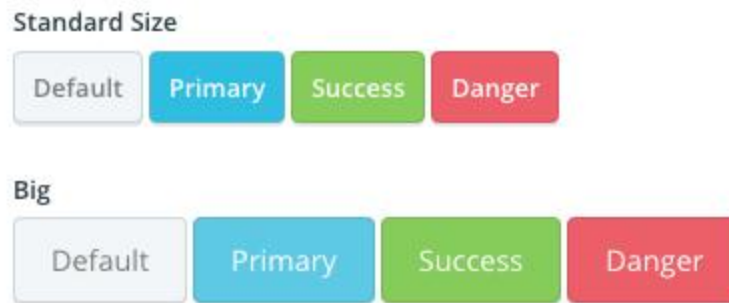 Standard Size
Default Primary Success Danger
Big
Default Primary Success Danger